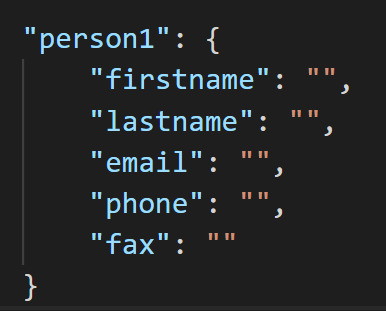 "person1": {
    "firstname": "",
    "lastname": "",
    "email": "",
    "phone": "",
    "fax": ""
}